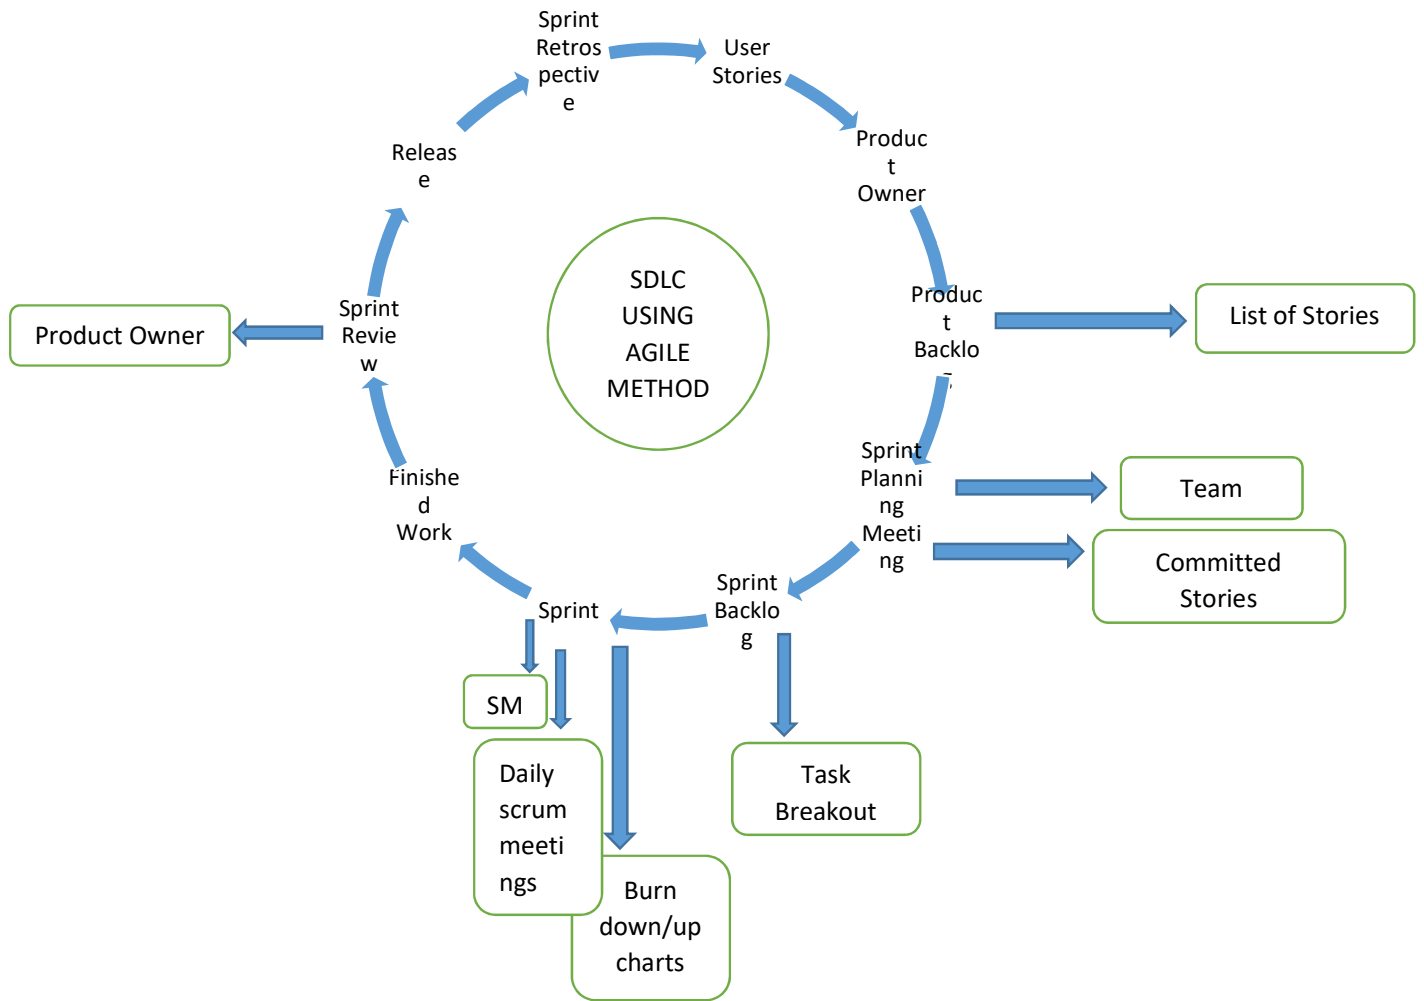 Sprint
Retros
pectiv
e
User
Stories
Produc
t
Owner
Produc
t
Backlo
g
List of Stories
Sprint
Planni
ng
Meeti
ng
Team
Committed
Stories
Sprint
Backlo
g
Task
Breakout
Sprint
SM
Daily
scrum
meeti
ngs
Burn
down/up
charts
Finishe
d
Work
Sprint
Revie
w
Product Owner
Releas
e
SDLC
USING
AGILE
METHOD